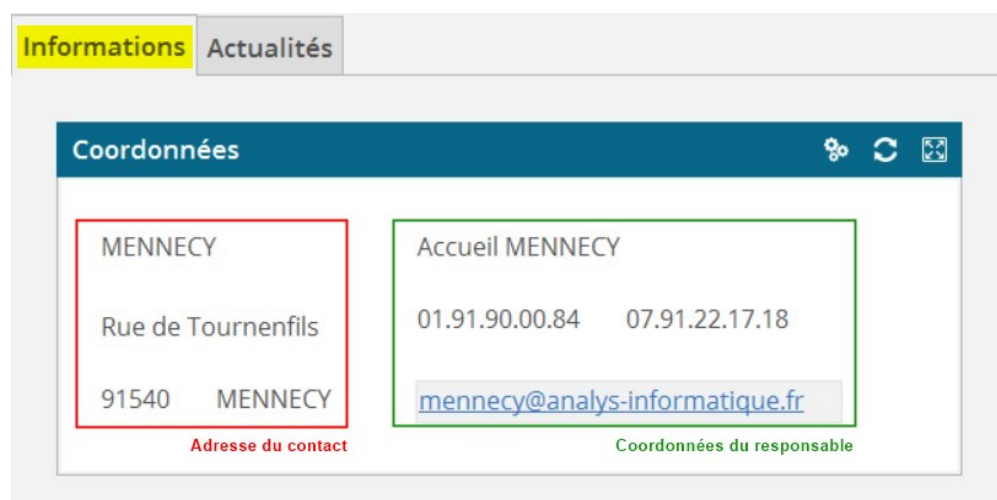 Informations Actualités
Coordonnées
MENNECY
Rue de Tournenfils
91540 MENNECY
Adresse du contact
Accueil MENNECY
01.91.90.00.84 07.91.22.17.18
mennecy@analys-informatique.fr
Coordonnées du responsable